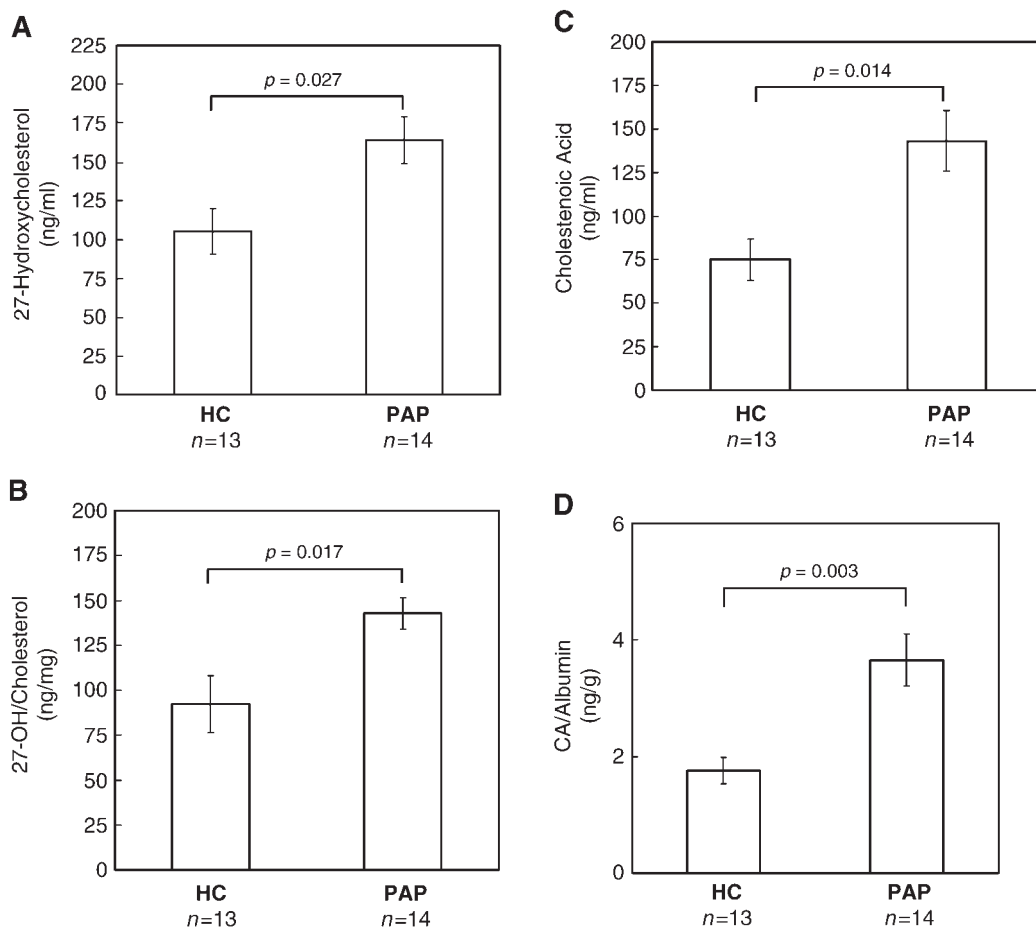 A
27-Hydroxycholesterol
(ng/ml)
225
200
175
150
125
100
75
50
25
0
p = 0.027
HC
n=13
PAP
n=14
B
27-OH/Cholesterol
(ng/mg)
200
175
150
125
100
75
50
25
0
p = 0.017
HC
n=13
PAP
n=14
C
Cholestenoic Acid
(ng/ml)
200
175
150
125
100
75
50
25
0
p = 0.014
HC
n=13
PAP
n=14
D
CA/Albumin
(ng/g)
6
4
2
0
p = 0.003
HC
n=13
PAP
n=14